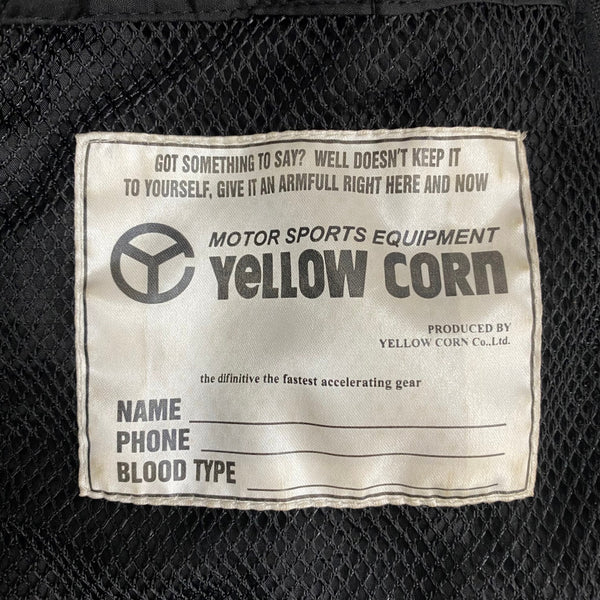 GOT SOMETHING TO SAY? WELL DOESN'T KEEP IT
TO YOURSELF, GIVE IT AN ARMFULL RIGHT HERE AND NOW
MOTOR SPORTS EQUIPMENT
YeLLOW CORn
PRODUCED BY
YELLOW CORN Co.,Ltd.
the difinitive the fastest accelerating gear
NAME
PHONE
BLOOD TYPE